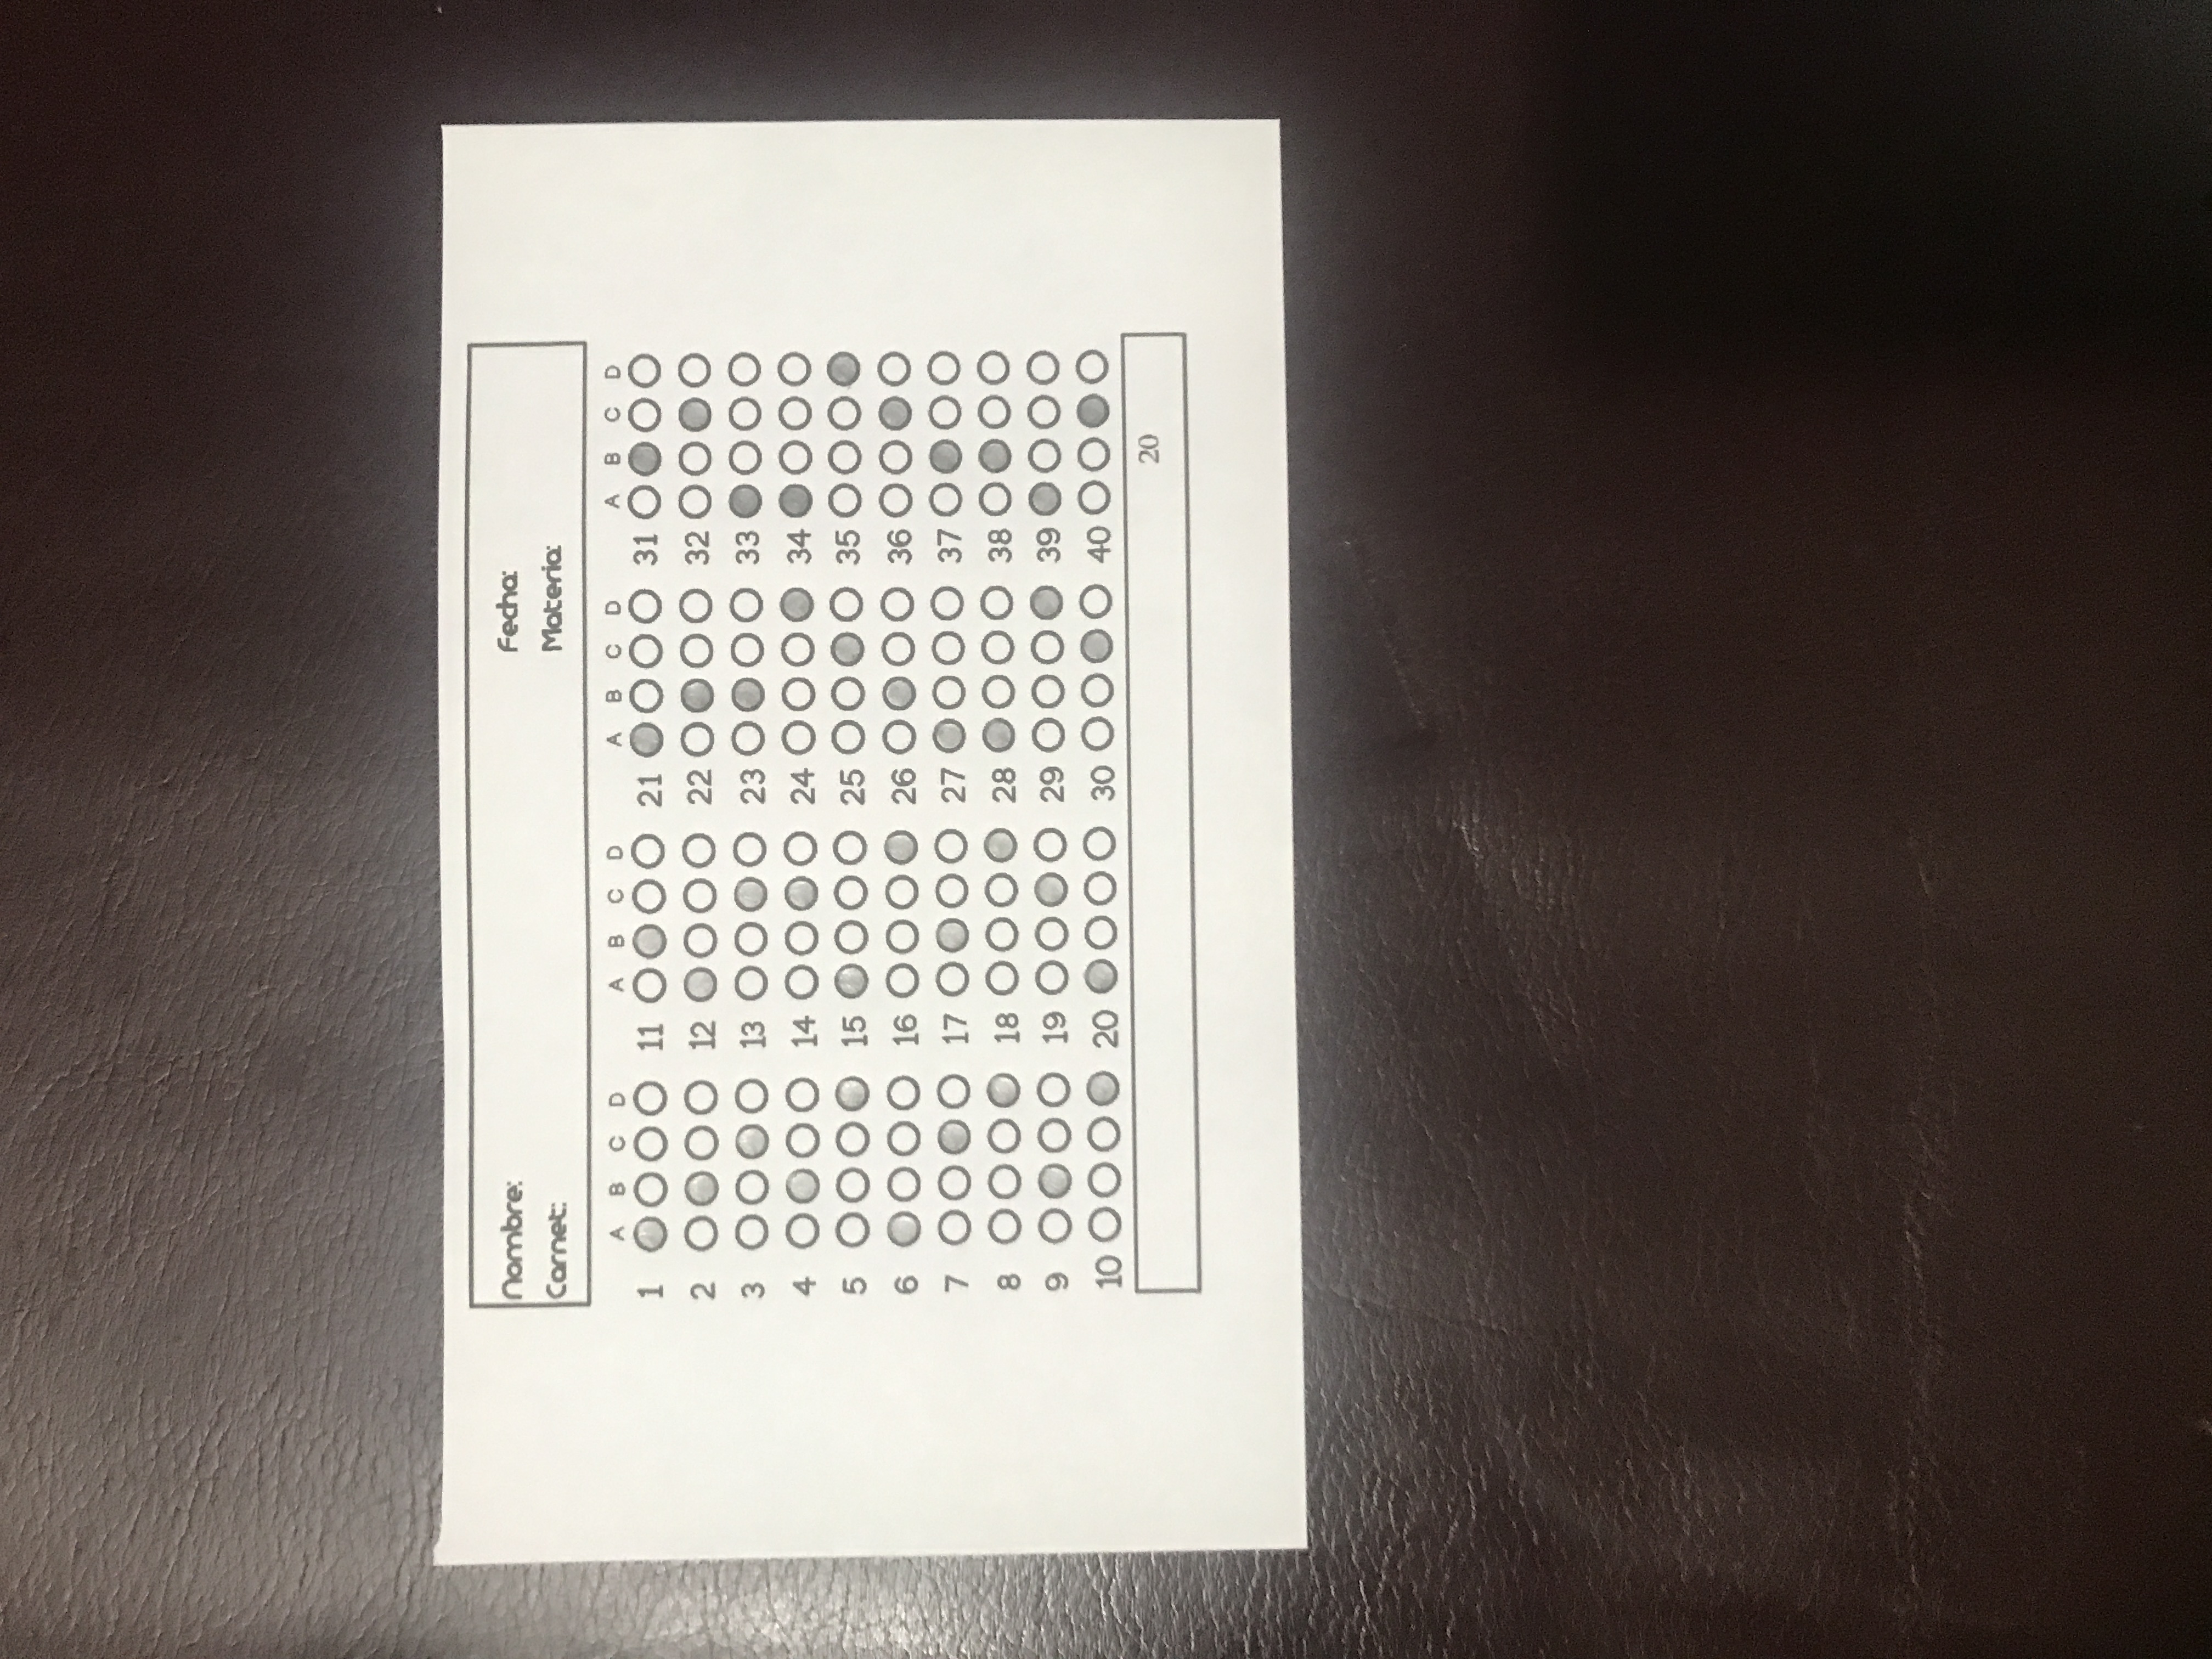 Nombre: Fecha:
Carnet: Materia:
A B C D A B C D A B C D A B C D
1 11 21 31
2 12 22 32
3 13 23 33
4 14 24 34
5 15 25 35
6 16 26 36
7 17 27 37
8 18 28 38
9 19 29 39
10 20 30 40
20